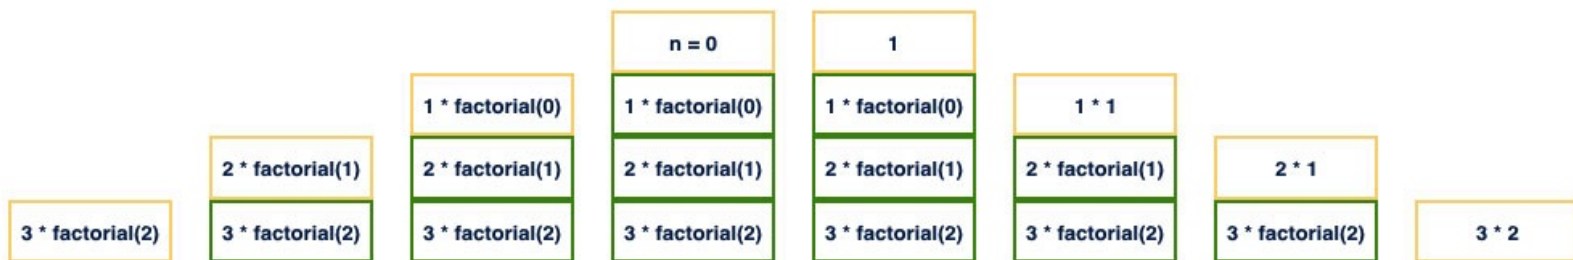 n = 0 1
1 * factorial(0) 1 * factorial(0) 1 * factorial(0) 1 * 1
2 * factorial(1) 2 * factorial(1) 2 * factorial(1) 2 * factorial(1) 2 * factorial(1) 2 * 1
3 * factorial(2) 3 * factorial(2) 3 * factorial(2) 3 * factorial(2) 3 * factorial(2) 3 * factorial(2) 3 * factorial(2) 3 * 2